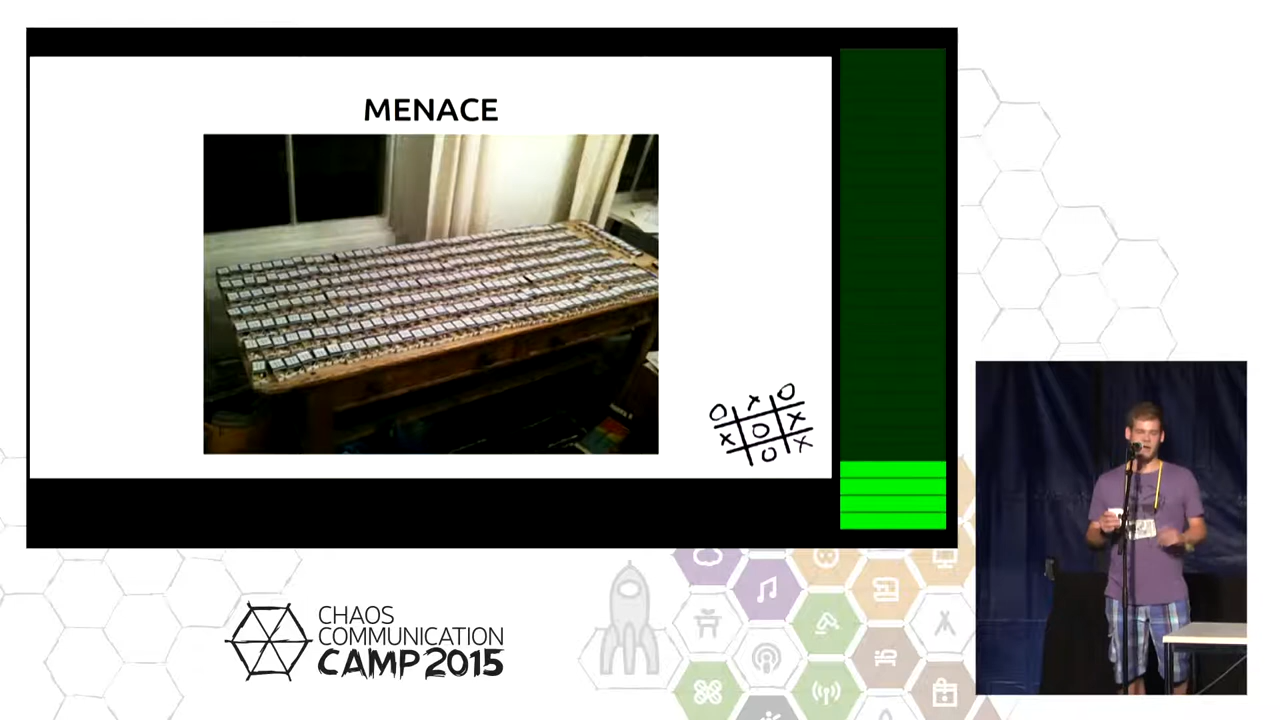 MENACE
O X O
X O X
O X
CHAOS
COMMUNICATION
CAMP 2015